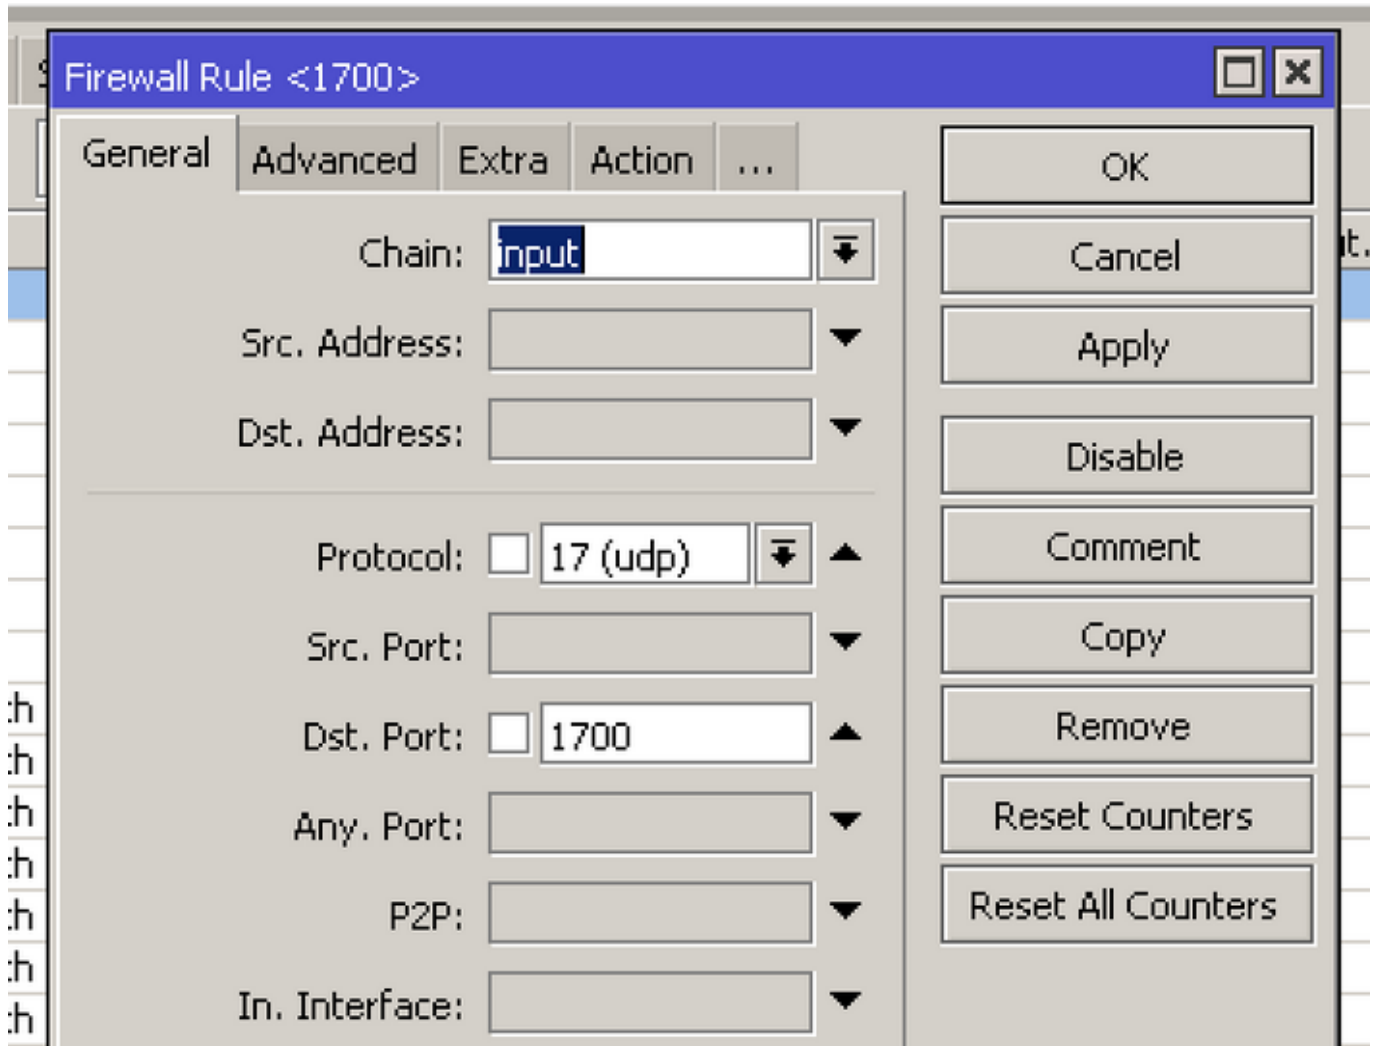 Firewall Rule <1700>
General Advanced Extra Action ...
Chain: input
Src. Address:
Dst. Address:
Protocol: 17 (udp)
Src. Port:
Dst. Port: 1700
Any. Port:
P2P:
In. Interface:
OK
Cancel
Apply
Disable
Comment
Copy
Remove
Reset Counters
Reset All Counters